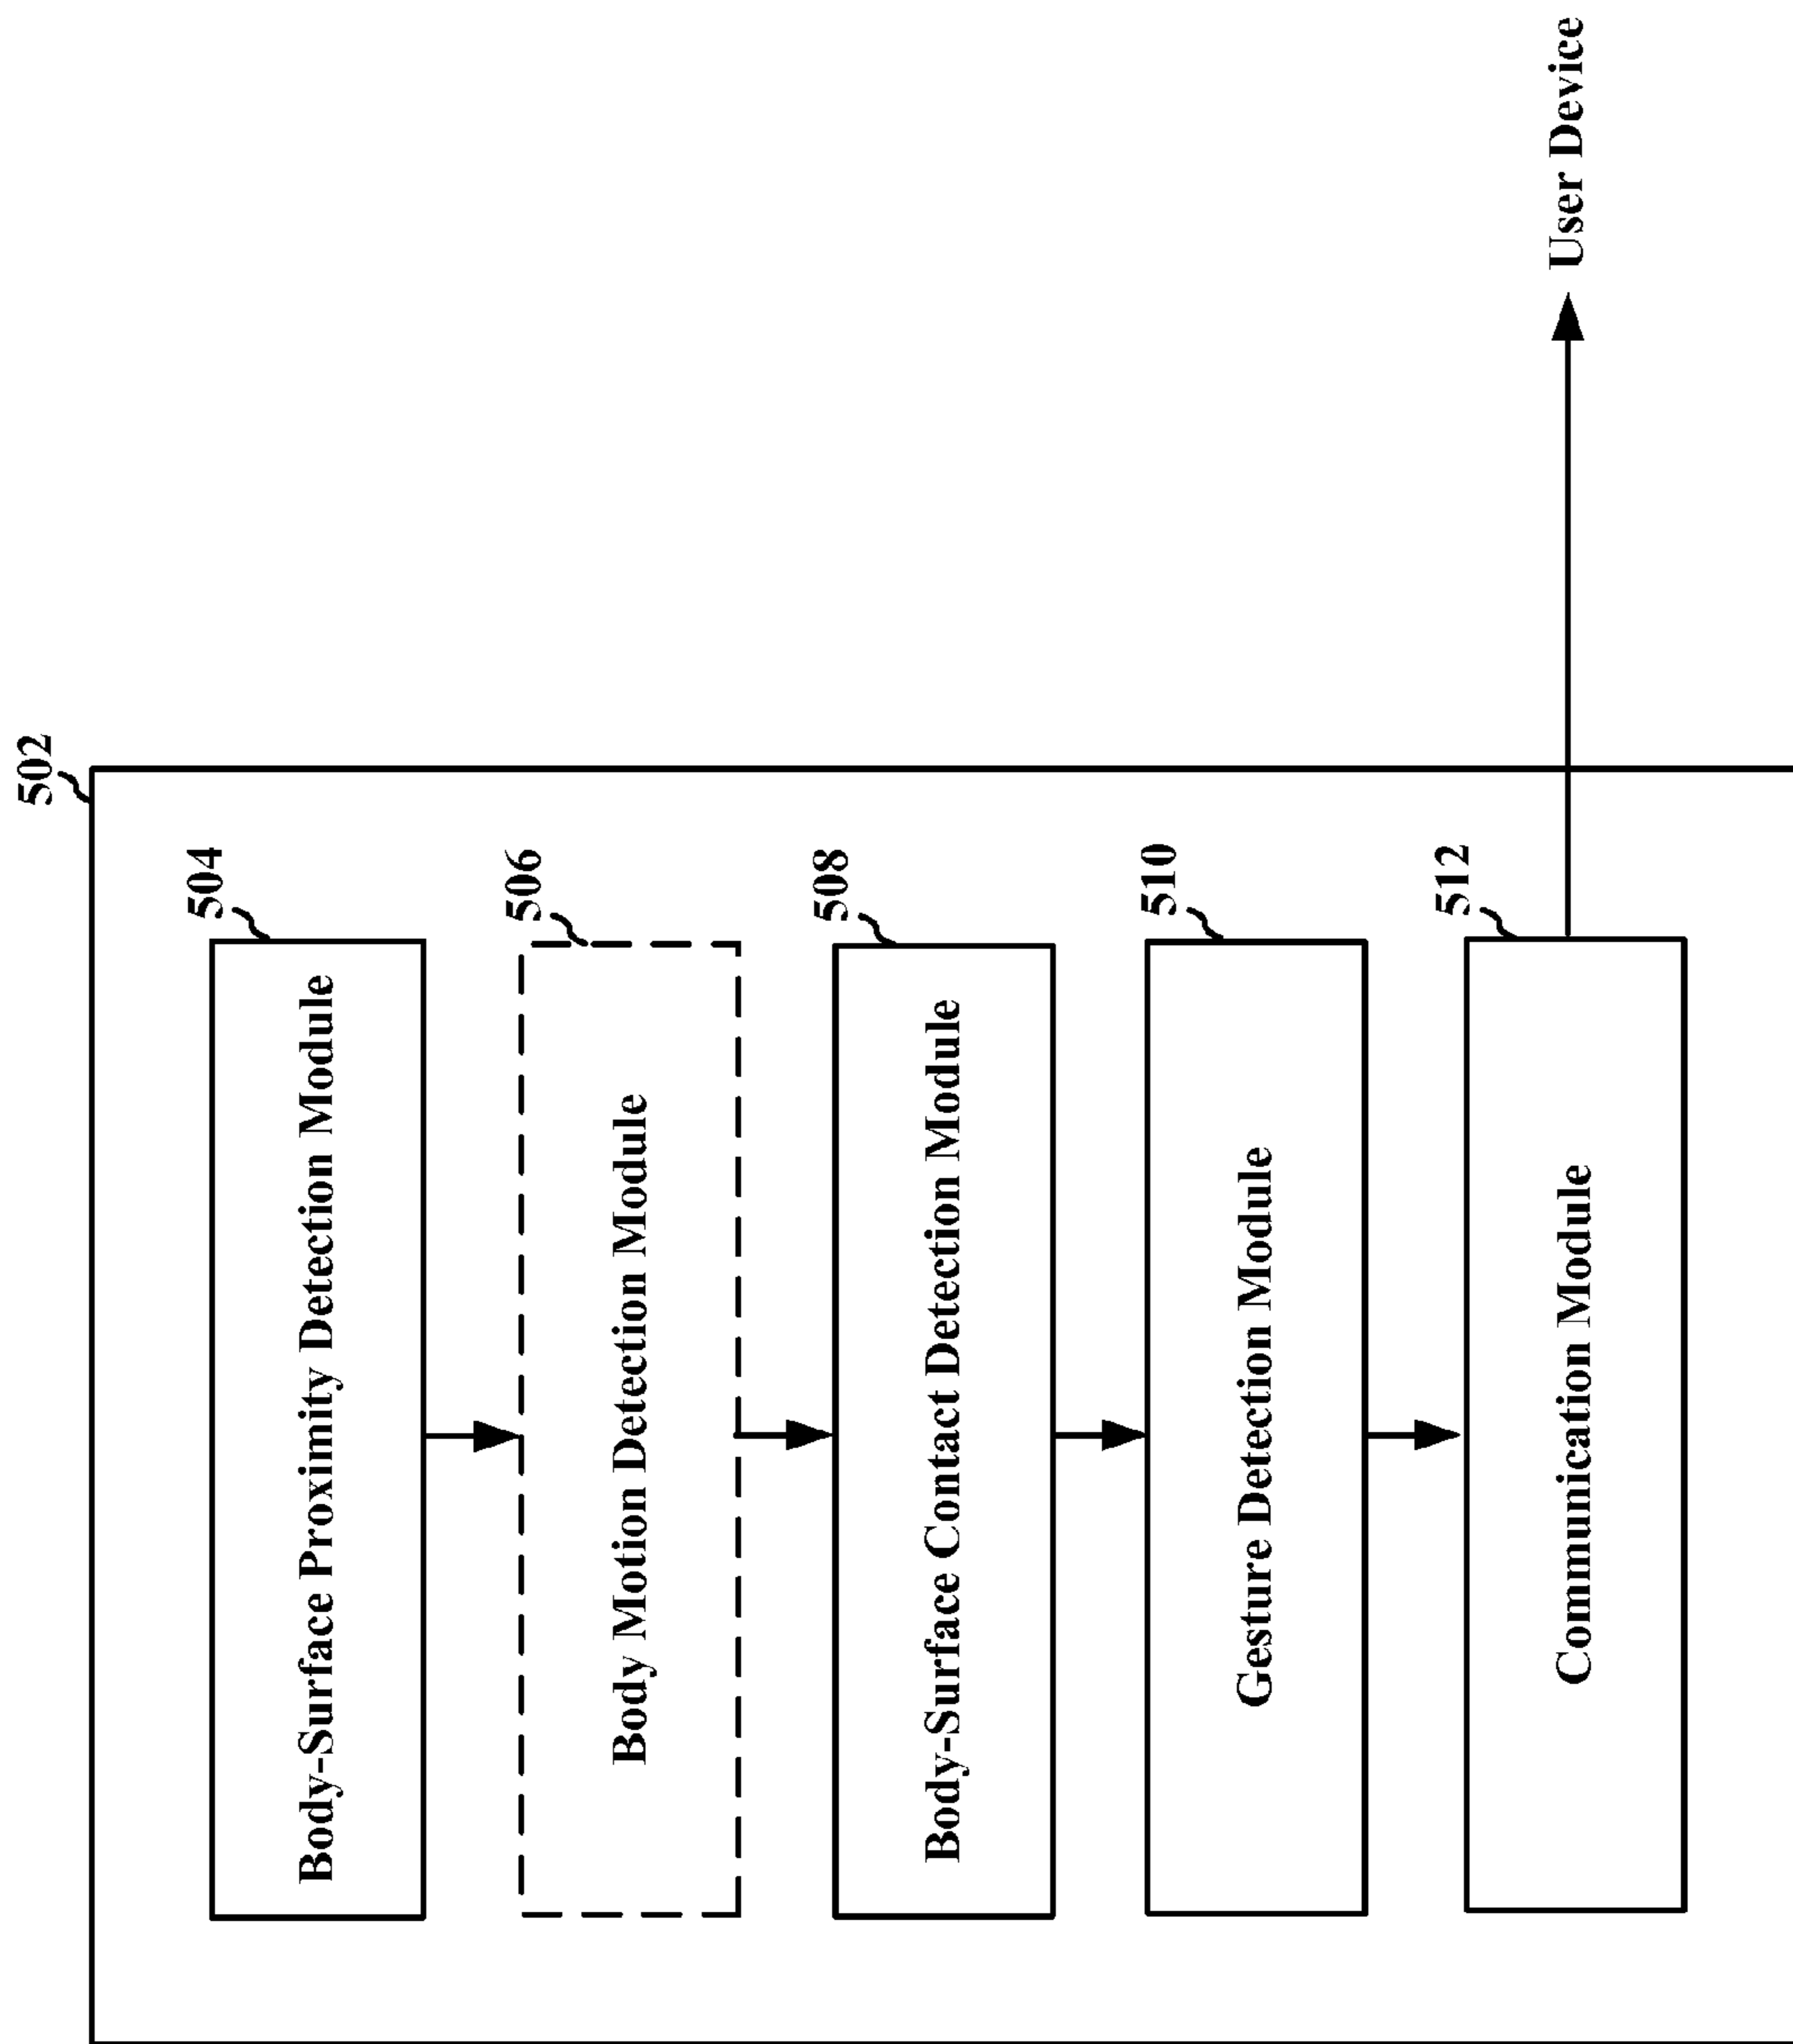 502
504
Body-Surface Proximity Detection Module
506
Body Motion Detection Module
508
Body-Surface Contact Detection Module
510
Gesture Detection Module
512
Communication Module
User Device